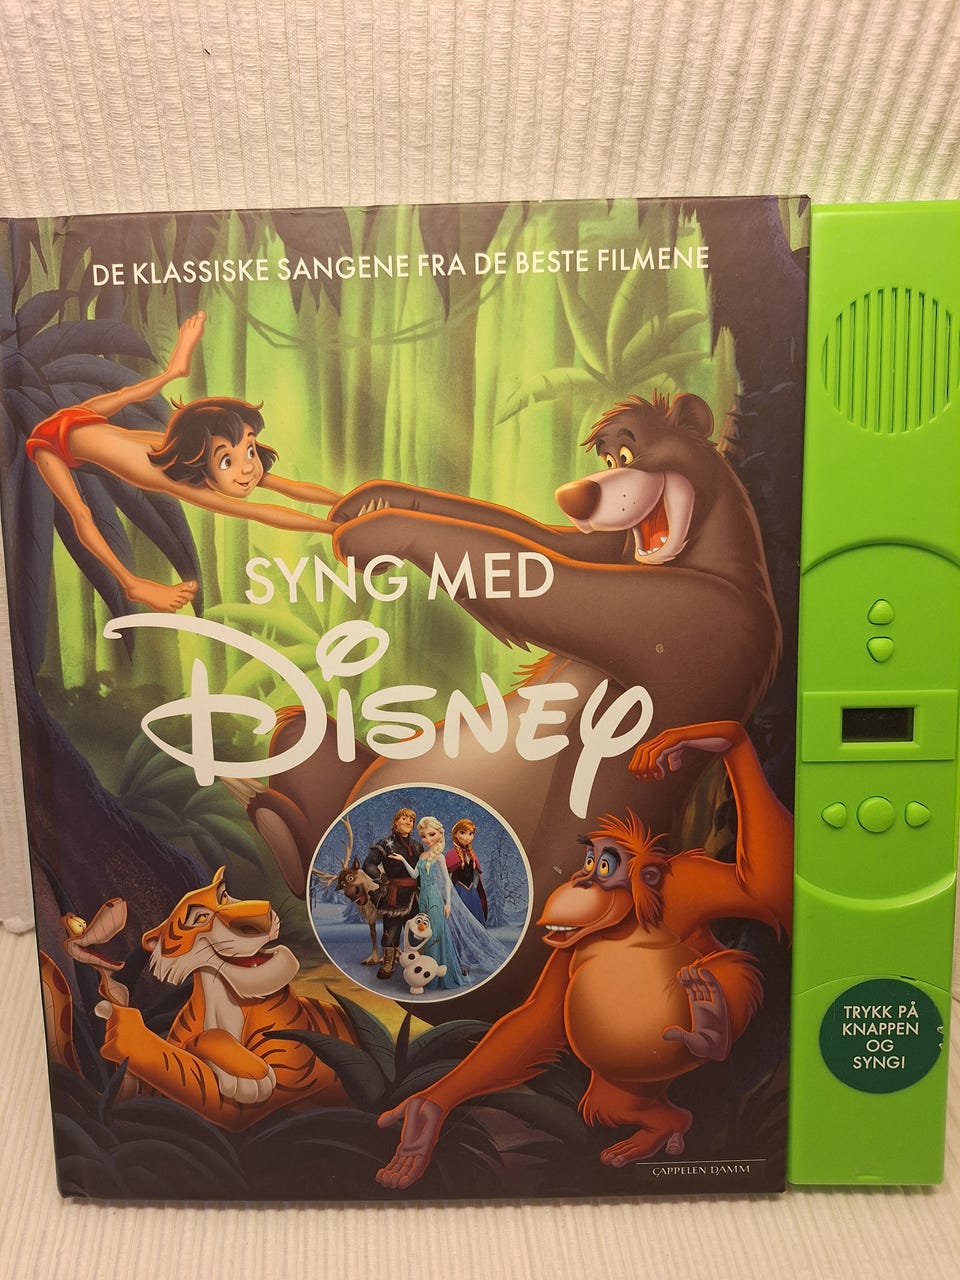 DE KLASSISKE SANGENE FRA DE BESTE FILMENE
SYNG MED
Disney
TRYKK PÅ
KNAPPEN
OG
SYNG!
CAPPELEN DAMM